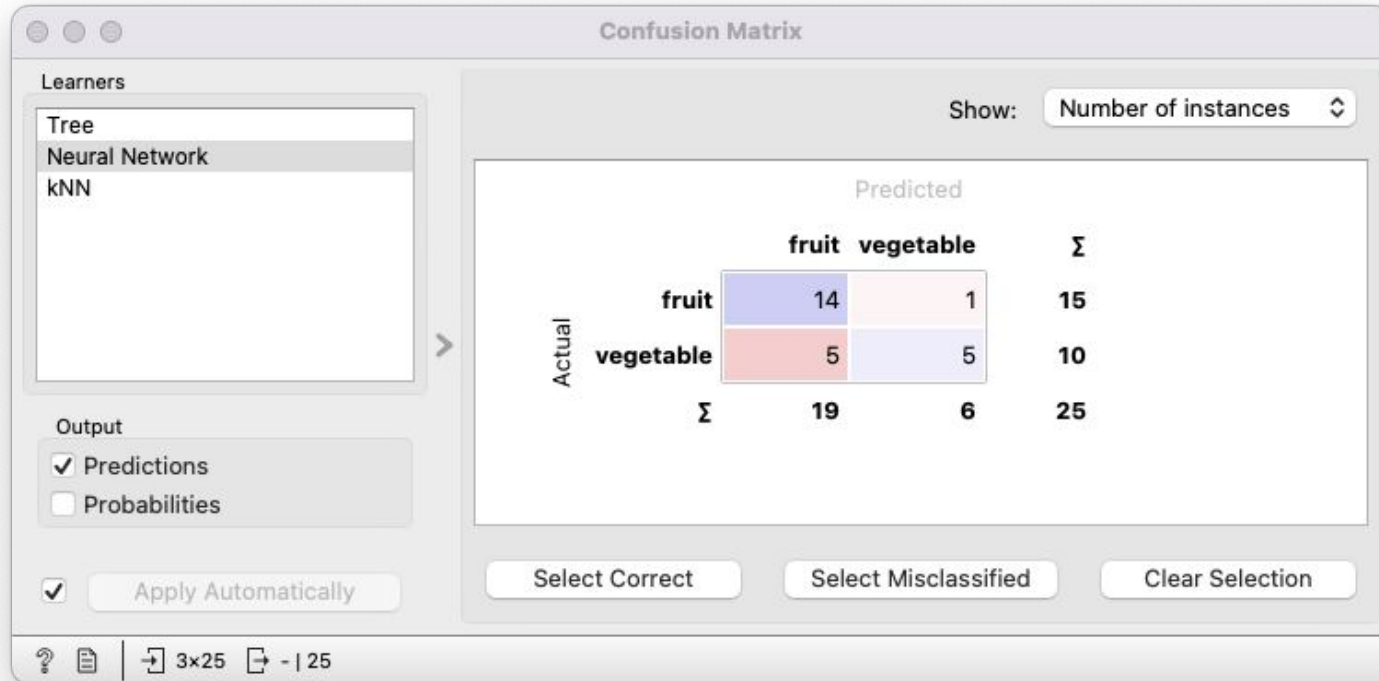 Confusion Matrix
Learners
Tree
Neural Network
kNN
Output
Predictions
Probabilities
Apply Automatically
Show: Number of instances
Predicted
fruit vegetable Σ
Actual
fruit 14 1 15
vegetable 5 5 10
Σ 19 6 25
Select Correct Select Misclassified Clear Selection
? 3×25 - | 25